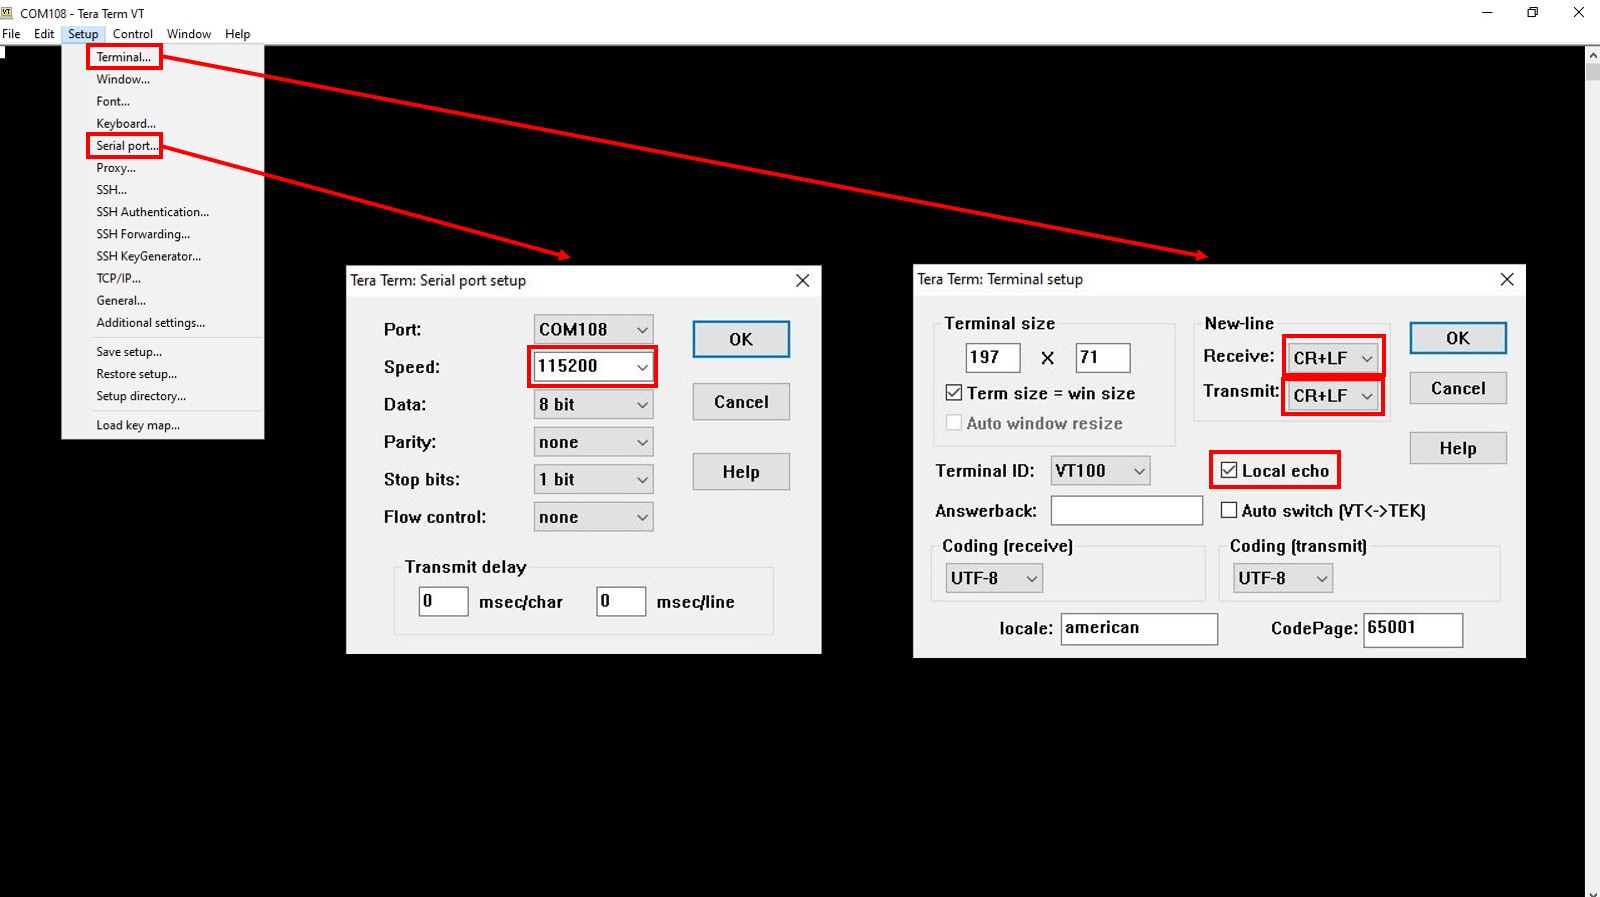 COM108 - Tera Term VT
File Edit Setup Control Window Help
Terminal...
Window...
Font...
Keyboard...
Serial port...
Proxy...
SSH...
SSH Authentication...
SSH Forwarding...
SSH KeyGenerator...
TCP/IP...
General...
Additional settings...
Save setup...
Restore setup...
Setup directory...
Load key map...
Tera Term: Serial port setup
Port: COM108
OK
Speed: 115200
Data: 8 bit
Cancel
Parity: none
Stop bits: 1 bit
Help
Flow control: none
Transmit delay
0 msec/char 0 msec/line
Tera Term: Terminal setup
Terminal size
197 X 71
Term size = win size
Auto window resize
New-line
Receive: CR+LF
Transmit: CR+LF
OK
Cancel
Help
Terminal ID: VT100
Local echo
Answerback:
Auto switch (VT<->TEK)
Coding (receive)
UTF-8
Coding (transmit)
UTF-8
locale: american
CodePage: 65001